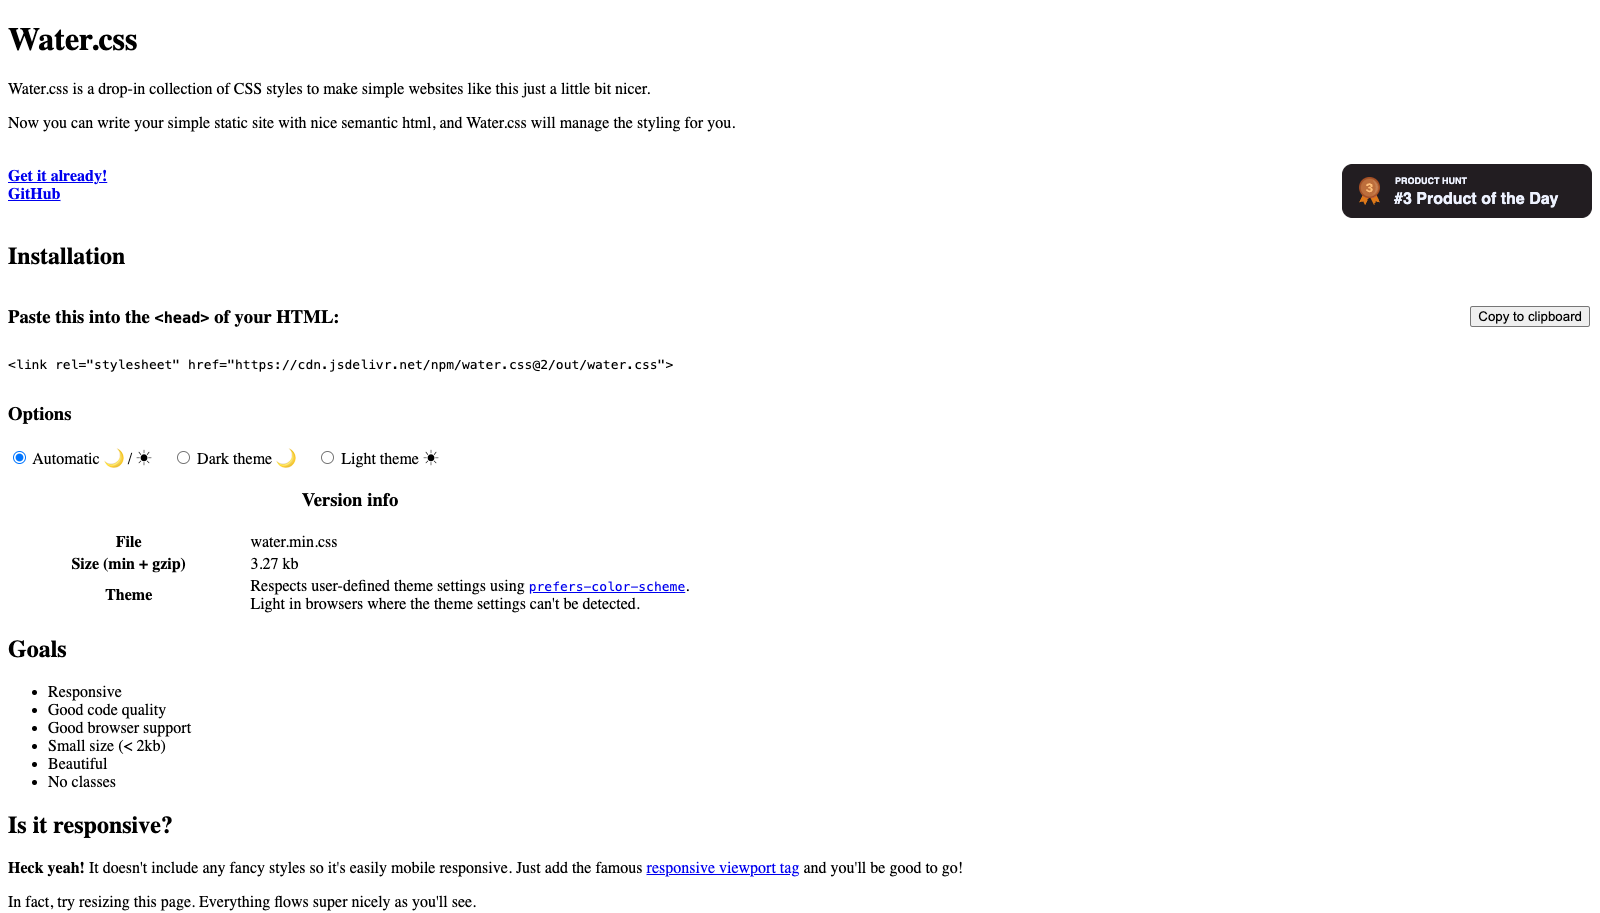 Water.css
Water.css is a drop-in collection of CSS styles to make simple websites like this just a little bit nicer.
Now you can write your simple static site with nice semantic html, and Water.css will manage the styling for you.
Get it already!
GitHub
3
PRODUCT HUNT
#3 Product of the Day
Installation
Paste this into the <head> of your HTML:
Copy to clipboard
<link rel="stylesheet" href="https://cdn.jsdelivr.net/npm/water.css@2/out/water.css">
Options
Automatic 🌙 / ☀ Dark theme 🌙 Light theme ☀
Version info
File water.min.css
Size (min + gzip) 3.27 kb
Theme Respects user-defined theme settings using prefers-color-scheme.
Light in browsers where the theme settings can't be detected.
Goals
• Responsive
• Good code quality
• Good browser support
• Small size (< 2kb)
• Beautiful
• No classes
Is it responsive?
Heck yeah! It doesn't include any fancy styles so it's easily mobile responsive. Just add the famous responsive viewport tag and you'll be good to go!
In fact, try resizing this page. Everything flows super nicely as you'll see.